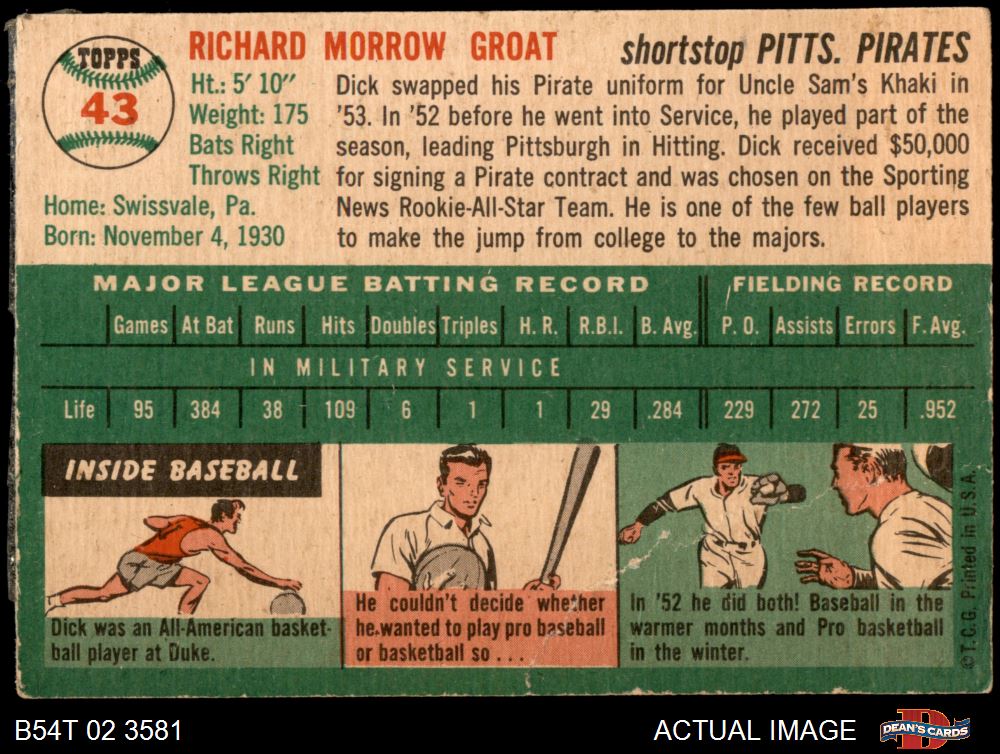 TOPPS
43
RICHARD MORROW GROAT
shortstop PITTS. PIRATES
Ht.: 5' 10"
Weight: 175
Bats Right
Throws Right
Home: Swissvale, Pa.
Born: November 4, 1930
Dick swapped his Pirate uniform for Uncle Sam's Khaki in
'53. In '52 before he went into Service, he played part of the
season, leading Pittsburgh in Hitting. Dick received $50,000
for signing a Pirate contract and was chosen on the Sporting
News Rookie-All-Star Team. He is one of the few ball players
to make the jump from college to the majors.
MAJOR LEAGUE BATTING RECORD FIELDING RECORD
Games At Bat Runs Hits Doubles Triples H. R. R.B.I. B. Avg. P. O. Assists Errors F. Avg.
IN MILITARY SERVICE
Life 95 384 38 109 6 1 1 29 .284 229 272 25 .952
INSIDE BASEBALL
Dick was an All-American basket-
ball player at Duke.
He couldn't decide whether
he wanted to play pro baseball
or basketball so . . .
In '52 he did both! Baseball in the
warmer months and Pro basketball
in the winter.
© T. C. G. Printed in U. S. A.
B54T 02 3581
ACTUAL IMAGE
DEAN'S CARDS